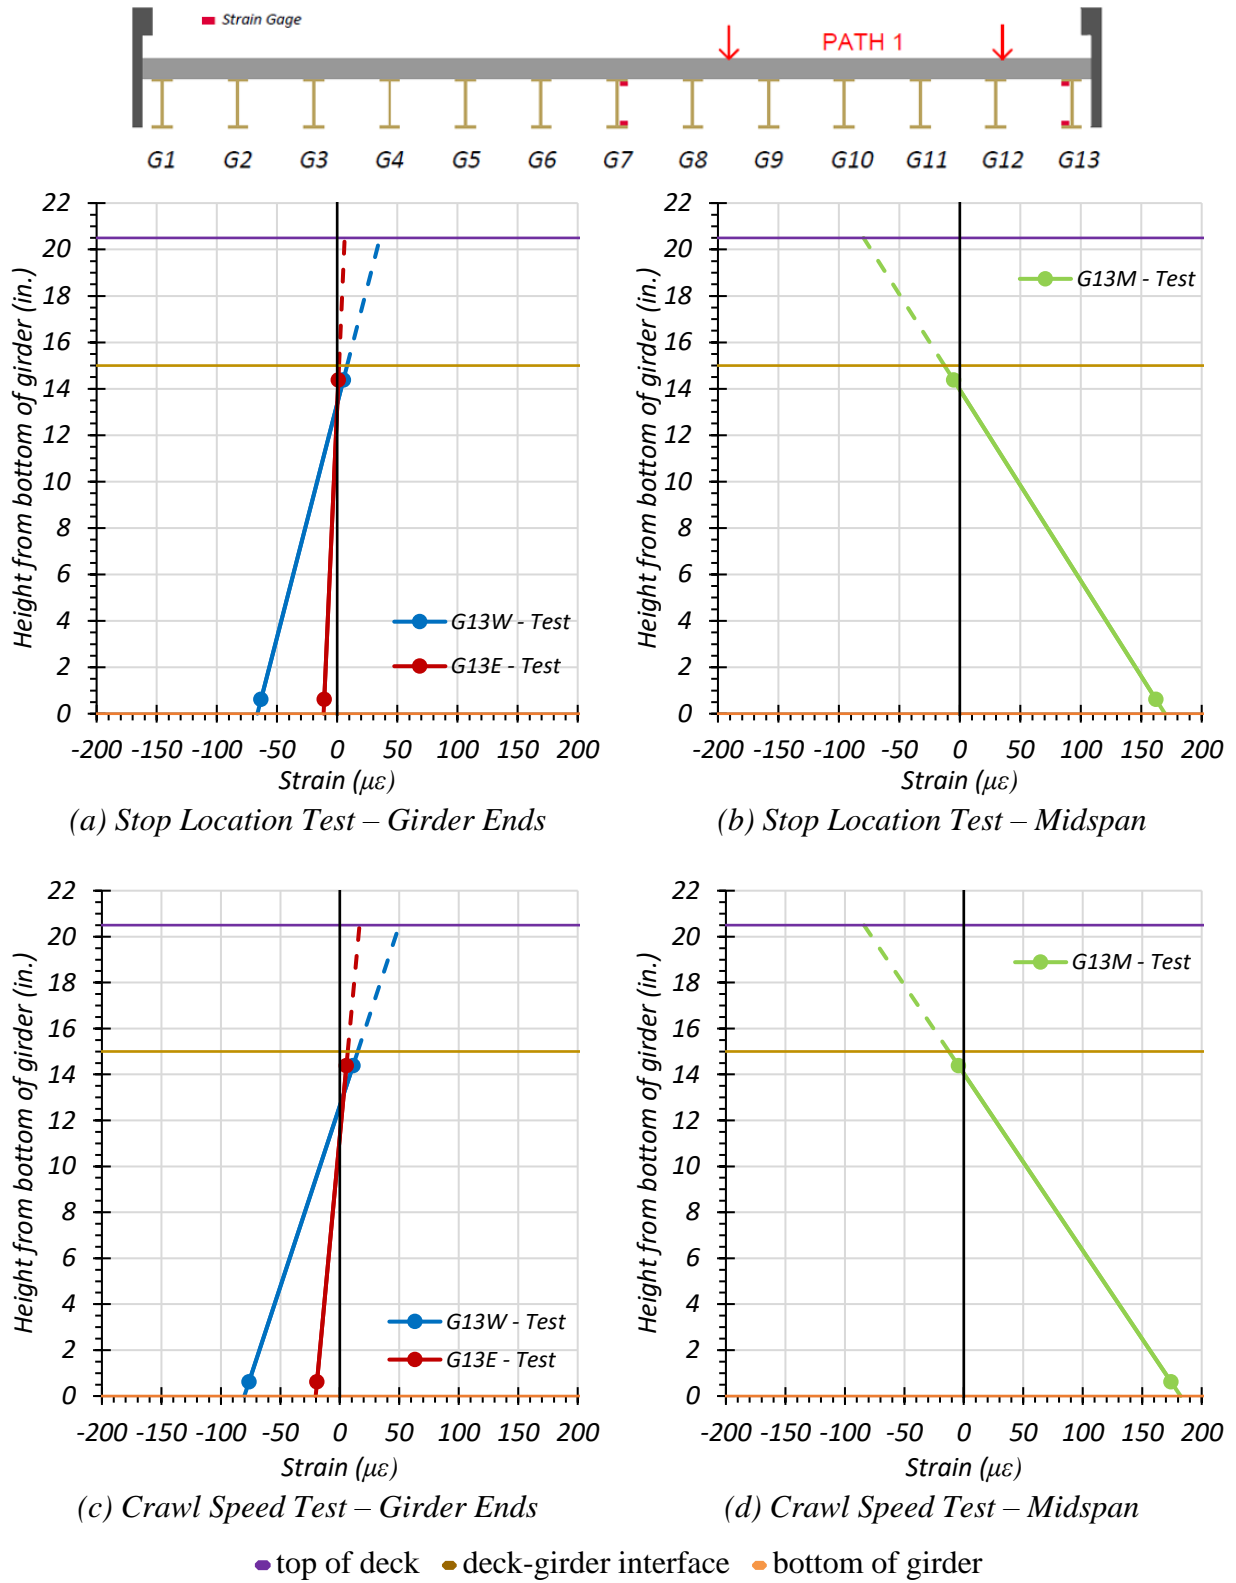 Strain Gage
PATH 1
G1 G2 G3 G4 G5 G6 G7 G8 G9 G10 G11 G12 G13
22
20
18
16
14
12
10
8
6
4
2
0
Height from bottom of girder (in.)
G13W - Test
G13E - Test
-200 -150 -100 -50 0 50 100 150 200
Strain (με)
(a) Stop Location Test – Girder Ends
22
20
18
16
14
12
10
8
6
4
2
0
Height from bottom of girder (in.)
G13M - Test
-200 -150 -100 -50 0 50 100 150 200
Strain (με)
(b) Stop Location Test – Midspan
22
20
18
16
14
12
10
8
6
4
2
0
Height from bottom of girder (in.)
G13W - Test
G13E - Test
-200 -150 -100 -50 0 50 100 150 200
Strain (με)
(c) Crawl Speed Test – Girder Ends
22
20
18
16
14
12
10
8
6
4
2
0
Height from bottom of girder (in.)
G13M - Test
-200 -150 -100 -50 0 50 100 150 200
Strain (με)
(d) Crawl Speed Test – Midspan
top of deck deck-girder interface bottom of girder